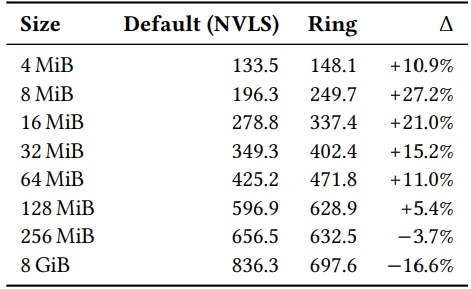 Size Default (NVLS) Ring Δ
4 MiB 133.5 148.1 +10.9%
8 MiB 196.3 249.7 +27.2%
16 MiB 278.8 337.4 +21.0%
32 MiB 349.3 402.4 +15.2%
64 MiB 425.2 471.8 +11.0%
128 MiB 596.9 628.9 +5.4%
256 MiB 656.5 632.5 −3.7%
8 GiB 836.3 697.6 −16.6%